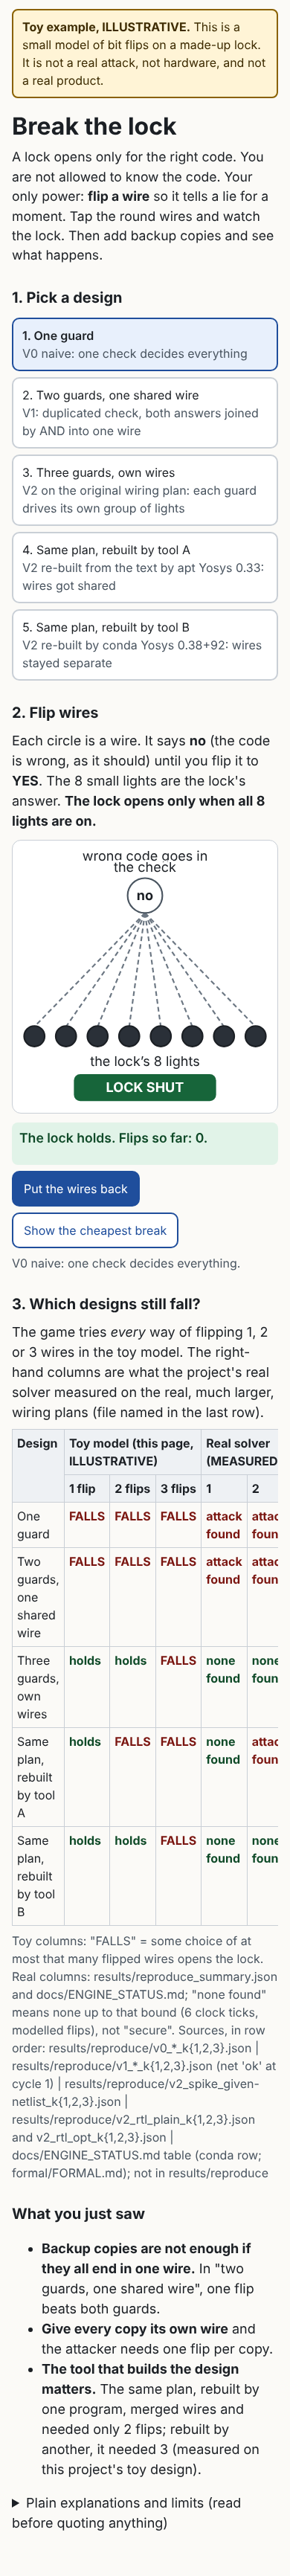 Toy example, ILLUSTRATIVE. This is a
small model of bit flips on a made-up lock.
It is not a real attack, not hardware, and not
a real product.
Break the lock
A lock opens only for the right code. You
are not allowed to know the code. Your
only power: flip a wire so it tells a lie for a
moment. Tap the round wires and watch
the lock. Then add backup copies and see
what happens.
1. Pick a design
1. One guard
V0 naive: one check decides everything
2. Two guards, one shared wire
V1: duplicated check, both answers joined
by AND into one wire
3. Three guards, own wires
V2 on the original wiring plan: each guard
drives its own group of lights
4. Same plan, rebuilt by tool A
V2 re-built from the text by apt Yosys 0.33:
wires got shared
5. Same plan, rebuilt by tool B
V2 re-built by conda Yosys 0.38+92: wires
stayed separate
2. Flip wires
Each circle is a wire. It says no (the code
is wrong, as it should) until you flip it to
YES. The 8 small lights are the lock's
answer. The lock opens only when all 8
lights are on.
wrong code goes in
the check
no
the lock's 8 lights
LOCK SHUT
The lock holds. Flips so far: 0.
Put the wires back
Show the cheapest break
V0 naive: one check decides everything.
3. Which designs still fall?
The game tries every way of flipping 1, 2
or 3 wires in the toy model. The right-
hand columns are what the project's real
solver measured on the real, much larger,
wiring plans (file named in the last row).
Design Toy model (this page, Real solver
ILLUSTRATIVE) (MEASURED
1 flip 2 flips 3 flips 1 2
One guard FALLS FALLS FALLS attack found attac foun
Two guards, one shared wire FALLS FALLS FALLS attack found attac foun
Three guards, own wires holds holds FALLS none found none foun
Same plan, rebuilt by tool A holds FALLS FALLS none found attac foun
Same plan, rebuilt by tool B holds holds FALLS none found none foun
Toy columns: "FALLS" = some choice of at
most that many flipped wires opens the lock.
Real columns: results/reproduce_summary.json
and docs/ENGINE_STATUS.md; "none found"
means none up to that bound (6 clock ticks,
modelled flips), not "secure". Sources, in row
order: results/reproduce/v0_*_k{1,2,3}.json |
results/reproduce/v1_*_k{1,2,3}.json (net 'ok' at
cycle 1) | results/reproduce/v2_spike_given-
netlist_k{1,2,3}.json |
results/reproduce/v2_rtl_plain_k{1,2,3}.json
and v2_rtl_opt_k{1,2,3}.json |
docs/ENGINE_STATUS.md table (conda row;
formal/FORMAL.md); not in results/reproduce
What you just saw
• Backup copies are not enough if
they all end in one wire. In "two
guards, one shared wire", one flip
beats both guards.
• Give every copy its own wire and
the attacker needs one flip per copy.
• The tool that builds the design
matters. The same plan, rebuilt by
one program, merged wires and
needed only 2 flips; rebuilt by
another, it needed 3 (measured on
this project's toy design).
▶ Plain explanations and limits (read
before quoting anything)